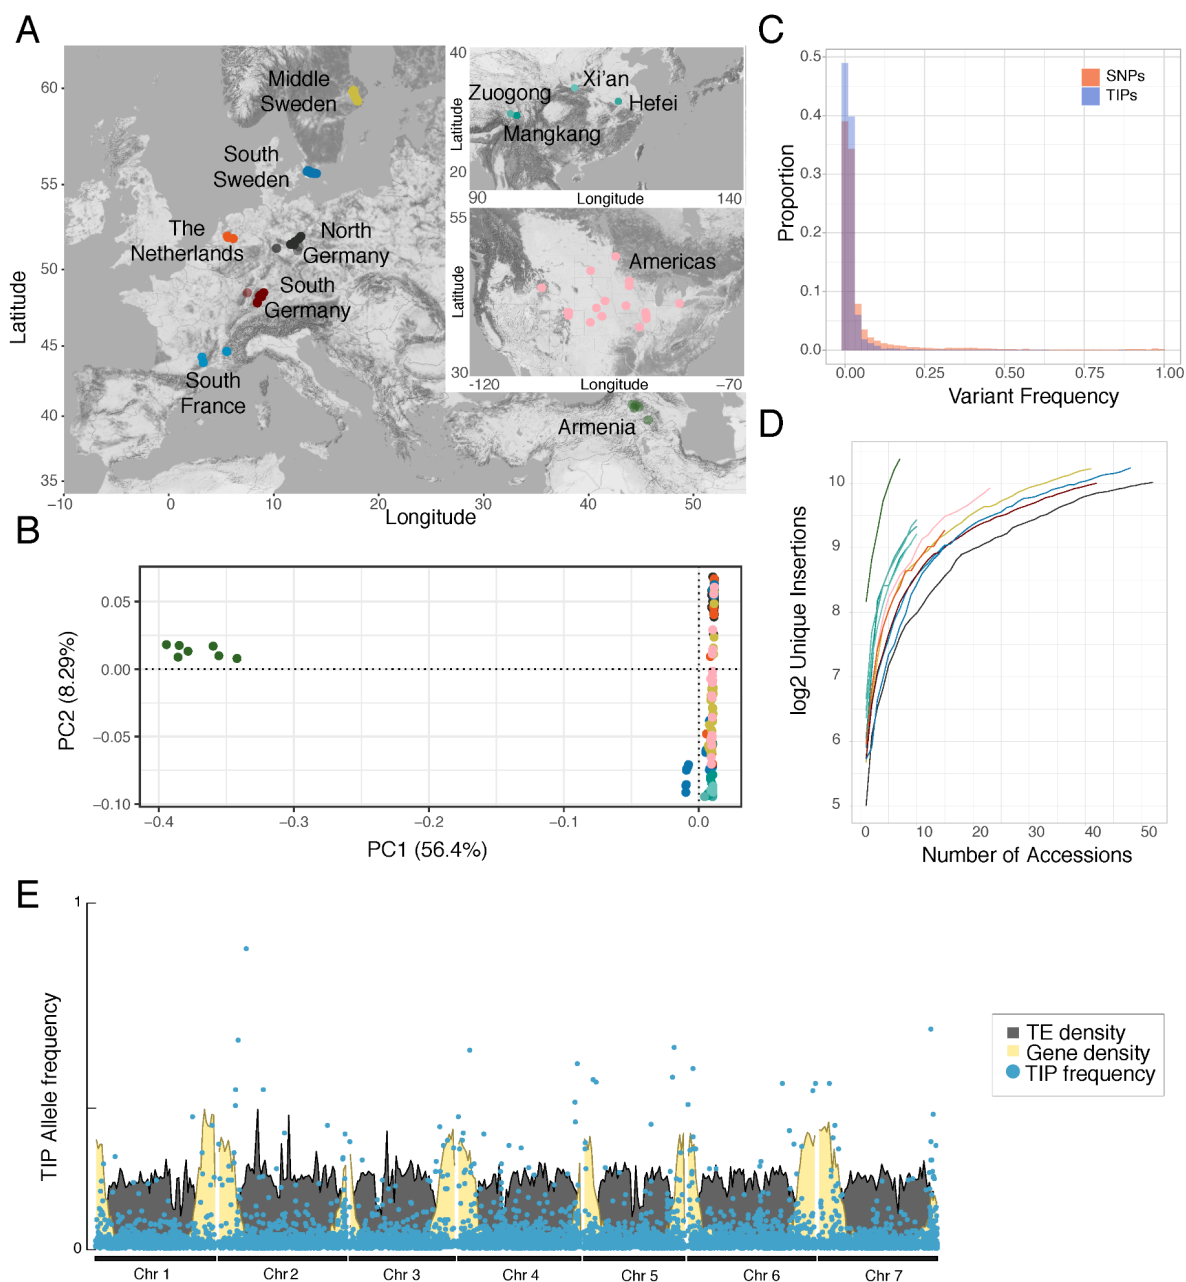 A
60
55
50
45
40
35
Latitude
−10
0
10
20
30
40
50
Longitude
Middle
Sweden
South
Sweden
The
Netherlands
North
Germany
South
Germany
South
France
Armenia
40
20
Latitude
90
Longitude
140
Xi'an
Zuogong
Hefei
Mangkang
55
30
Latitude
−120
Longitude
−70
Americas
B
0.05
0.00
−0.05
−0.10
PC2 (8.29%)
−0.4
−0.3
−0.2
−0.1
0.0
PC1 (56.4%)
C
0.5
0.4
0.3
0.2
0.1
0.0
Proportion
SNPs
TIPs
0.00
0.25
0.50
0.75
1.00
Variant Frequency
D
10
9
8
7
6
5
log2 Unique Insertions
0
10
20
30
40
50
Number of Accessions
E
1
0
TIP Allele frequency
TE density
Gene density
TIP frequency
Chr 1
Chr2
Chr 3
Chr 4
Chr 5
Chr 6
Chr 7